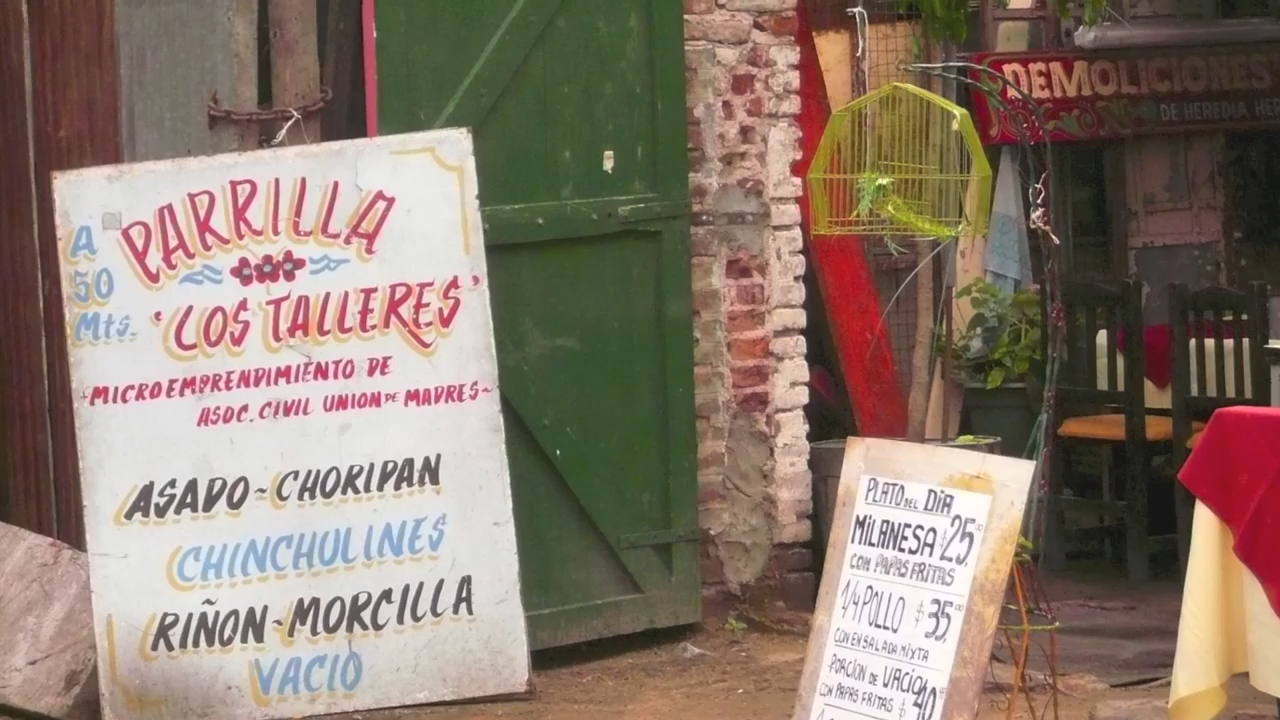 PARRILLA
A
50
Mts.
'LOS TALLERES'
MICROEMPRENDIMIENTO DE
ASOC. CIVIL UNION DE MADRES
ASADO ~ CHORIPAN
CHINCHULINES
RIÑON ~ MORCILLA
VACIO
DEMOLICIONES
DE HEREDIA,
PLATO DEL DIA
MILANESA $25,00
CON PAPAS FRITAS
1/4 POLLO $35,00
CON ENSALADA MIXTA
PORCION DE VACIO
CON PAPAS FRITAS $40,